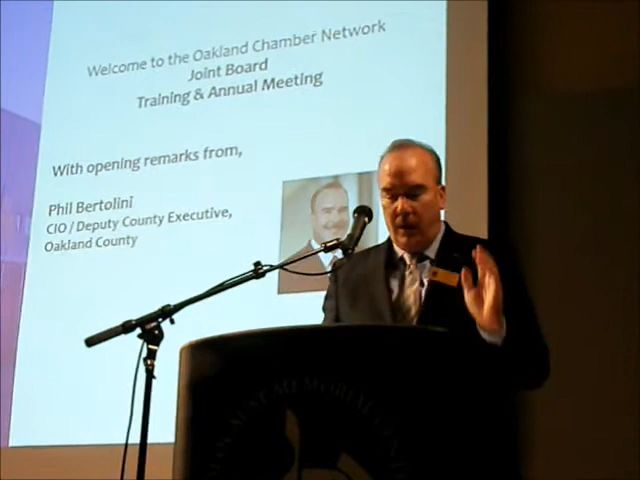 Welcome to the Oakland Chamber Network
Joint Board
Training & Annual Meeting
With opening remarks from,
Phil Bertolini
CIO / Deputy County Executive,
Oakland County
MEMORIAL